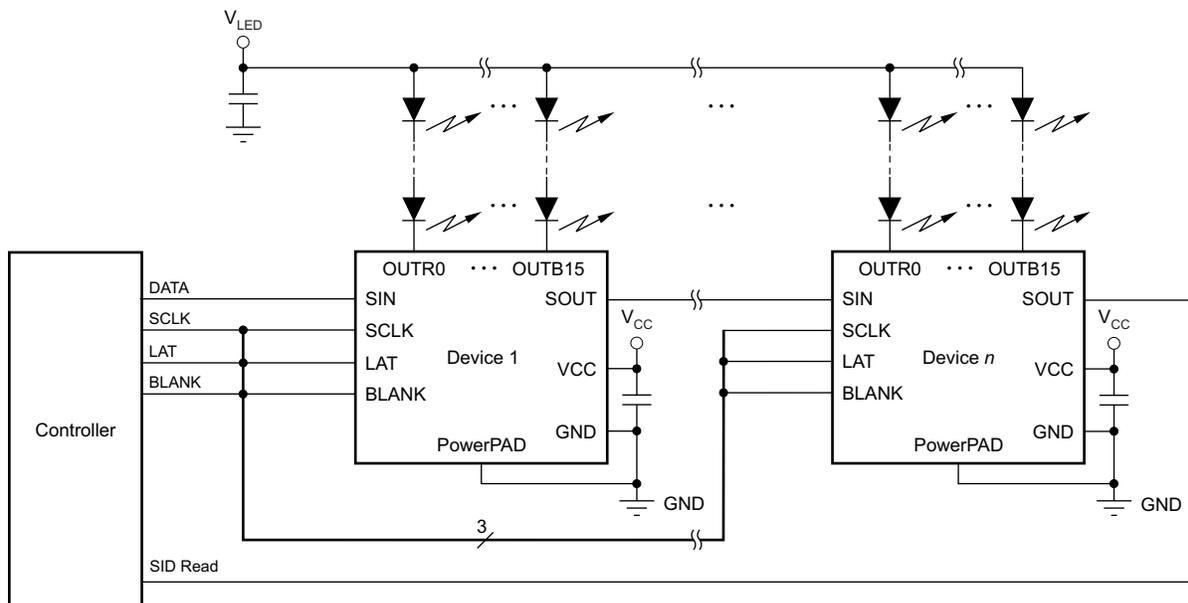 VLED
OUTR0 ••• OUTB15
OUTR0 ••• OUTB15
DATA
SCLK
LAT
BLANK
Controller
SID Read
SIN
SCLK
LAT
BLANK
Device 1
SOUT
VCC
GND
PowerPAD
VCC
GND
3
SIN
SCLK
LAT
BLANK
Device n
SOUT
VCC
GND
PowerPAD
VCC
GND